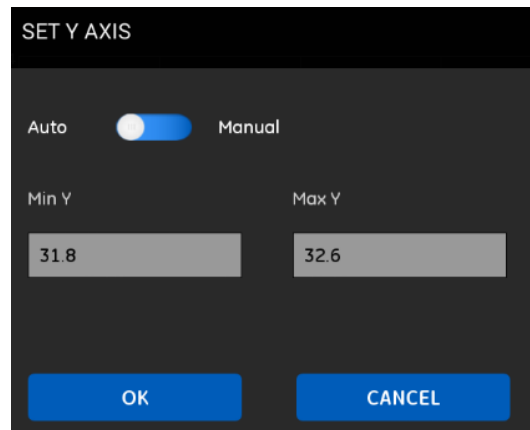 SET Y AXIS
Auto Manual
Min Y Max Y
31.8 32.6
OK CANCEL